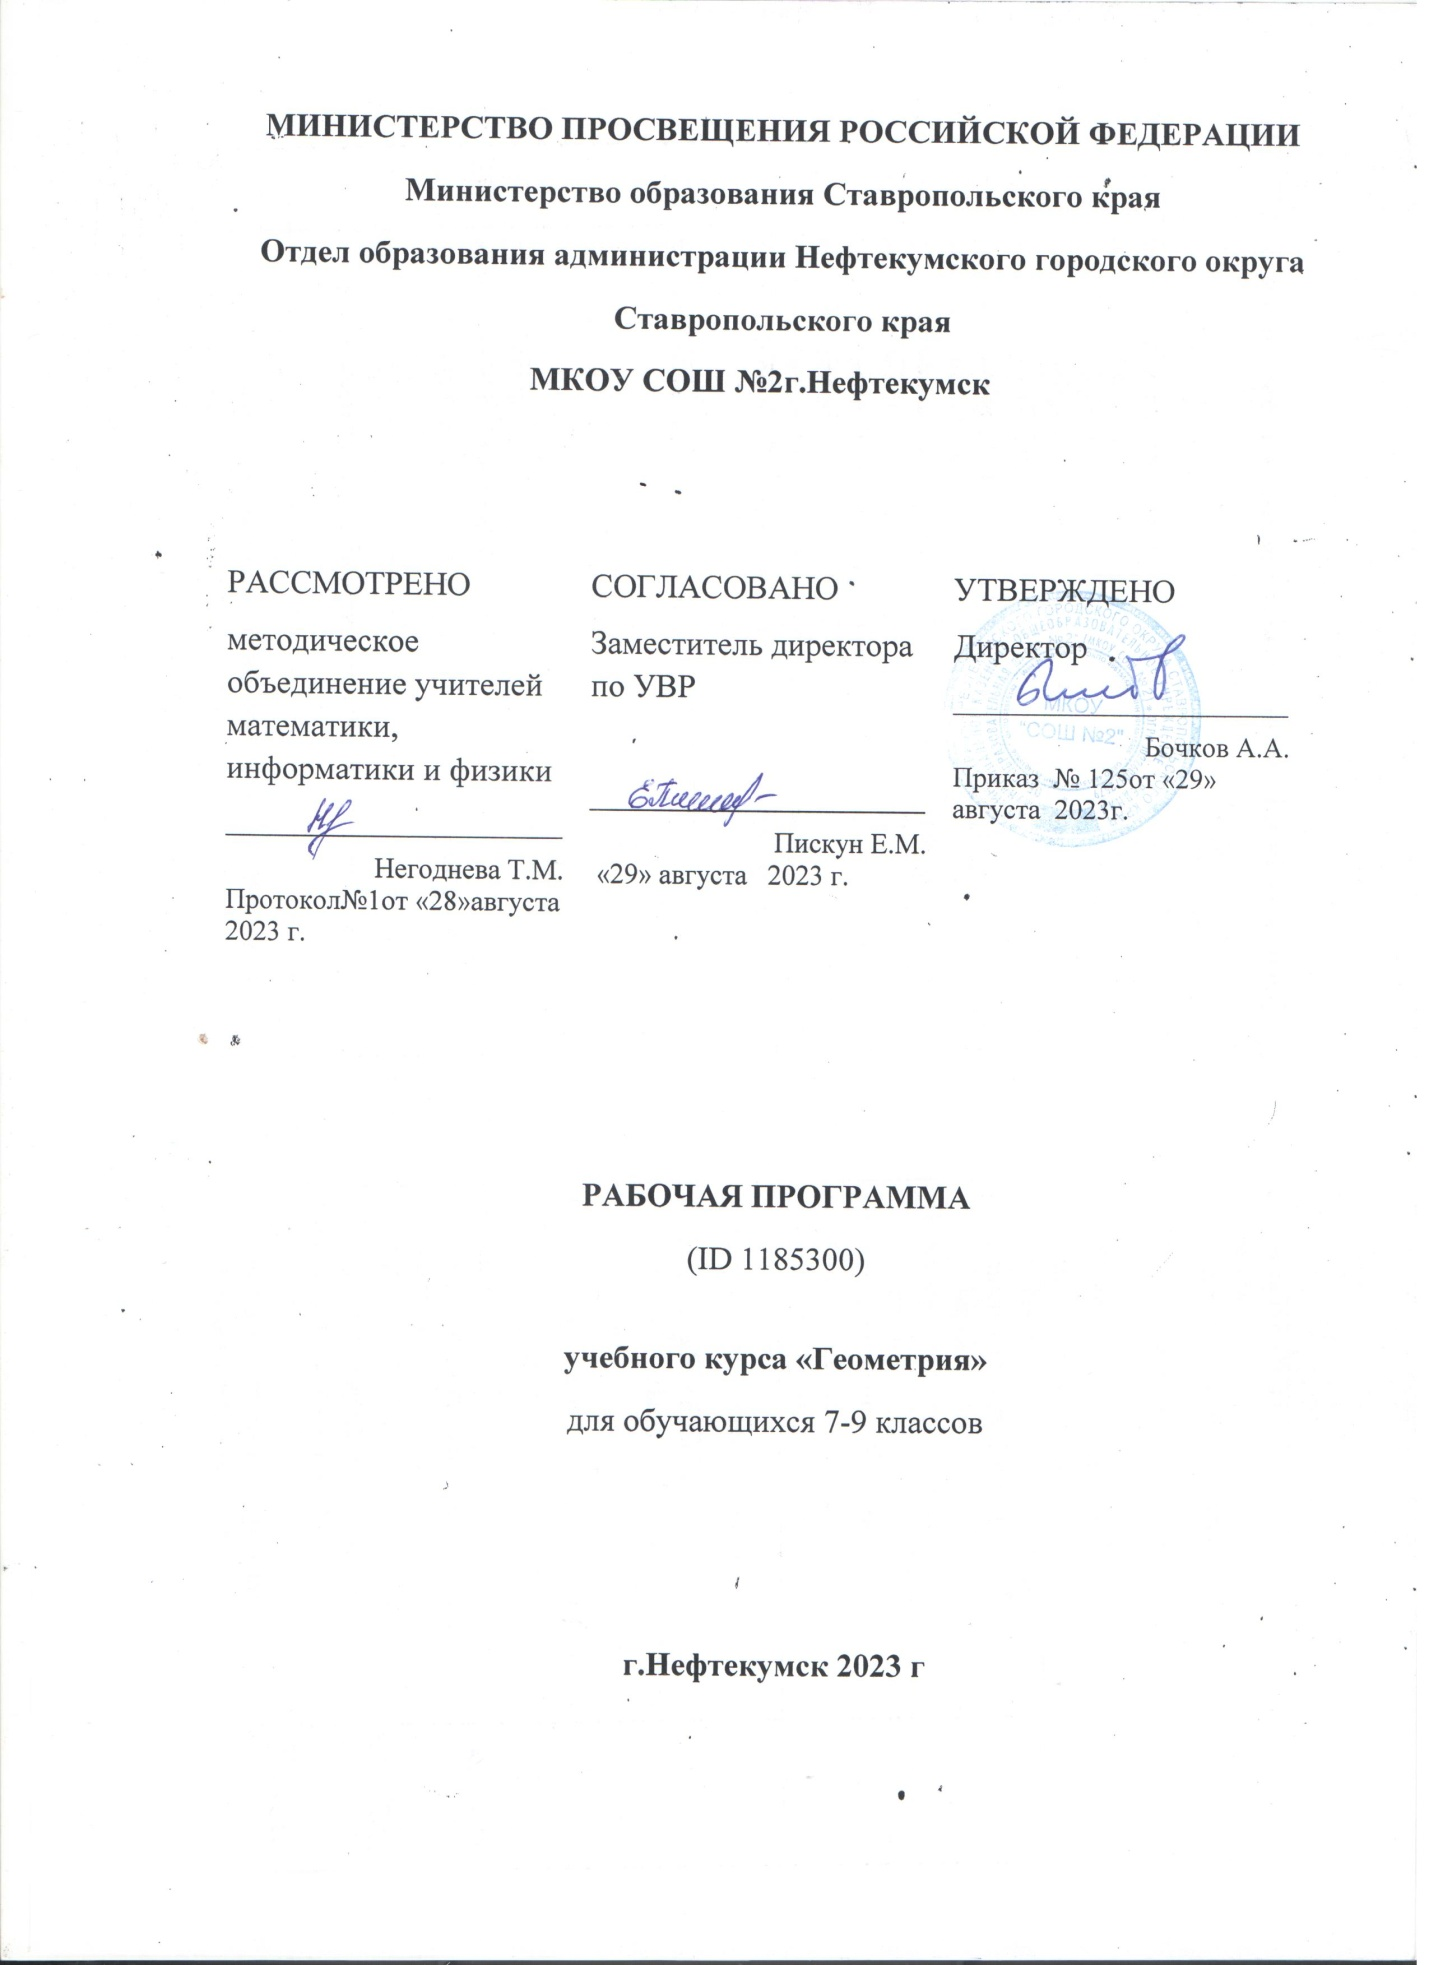 МИНИСТЕРСТВО ПРОСВЕЩЕНИЯ РОССИЙСКОЙ ФЕДЕРАЦИИ
Министерство образования Ставропольского края
Отдел образования администрации Нефтекумского городского округа
Ставропольского края
МКОУ СОШ №2г.Нефтекумск
РАССМОТРЕНО
методическое
объединение учителей
математики,
информатики и физики
Негоднева Т.М.
Протокол№1от «28»августа
2023 г.
СОГЛАСОВАНО
Заместитель директора
по УВР
Пискун Е.М.
«29» августа 2023 г.
УТВЕРЖДЕНО
Директор
МКОУ
"СОШ №2"
Бочков А.А.
Приказ № 125от «29»
августа 2023г.
РАБОЧАЯ ПРОГРАММА
(ID 1185300)
учебного курса «Геометрия»
для обучающихся 7-9 классов
г.Нефтекумск 2023 г